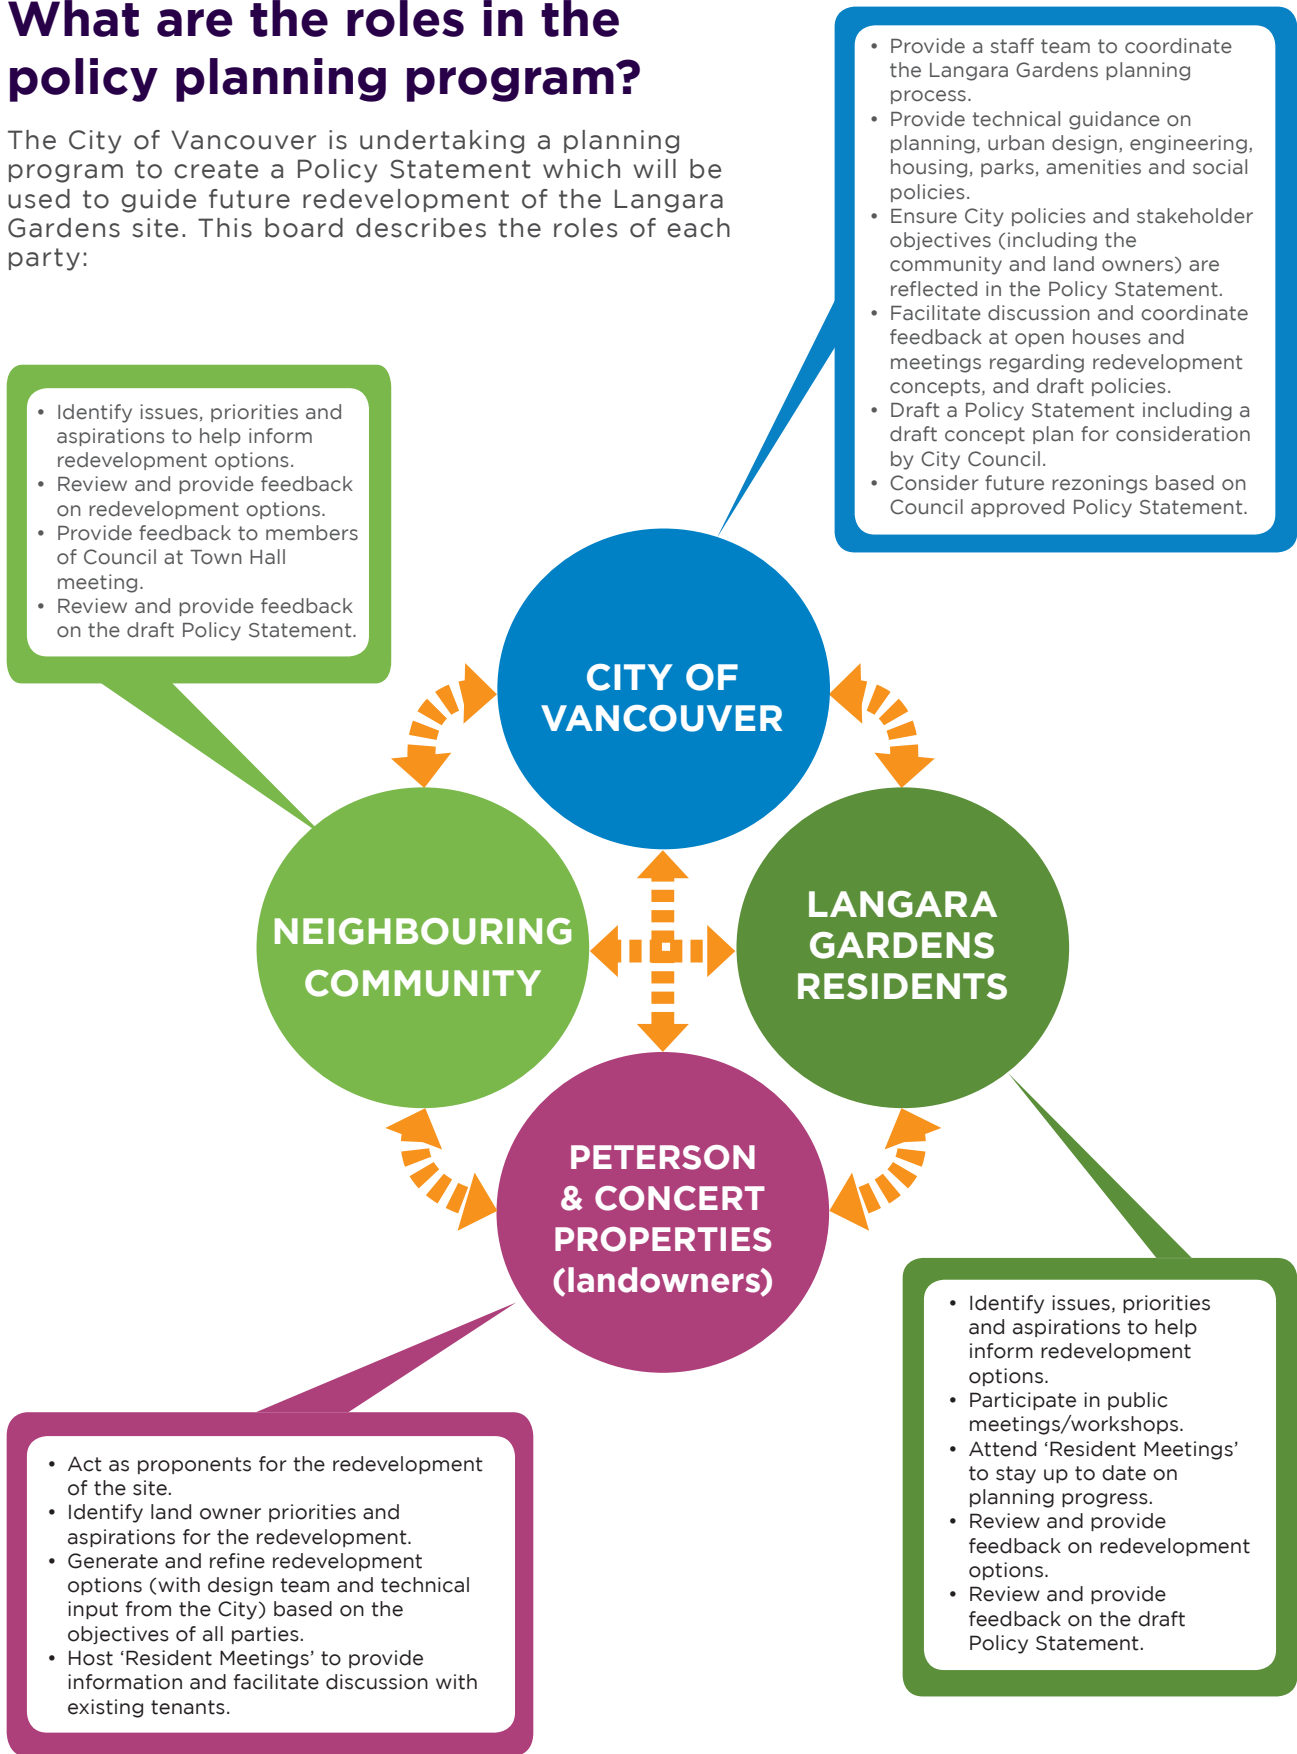 What are the roles in the
policy planning program?
The City of Vancouver is undertaking a planning
program to create a Policy Statement which will be
used to guide future redevelopment of the Langara
Gardens site. This board describes the roles of each
party:
• Provide a staff team to coordinate
the Langara Gardens planning
process.
• Provide technical guidance on
planning, urban design, engineering,
housing, parks, amenities and social
policies.
• Ensure City policies and stakeholder
objectives (including the
community and land owners) are
reflected in the Policy Statement.
• Facilitate discussion and coordinate
feedback at open houses and
meetings regarding redevelopment
concepts, and draft policies.
• Draft a Policy Statement including a
draft concept plan for consideration
by City Council.
• Consider future rezonings based on
Council approved Policy Statement.
• Identify issues, priorities and
aspirations to help inform
redevelopment options.
• Review and provide feedback
on redevelopment options.
• Provide feedback to members
of Council at Town Hall
meeting.
• Review and provide feedback
on the draft Policy Statement.
CITY OF
VANCOUVER
NEIGHBOURING
COMMUNITY
LANGARA
GARDENS
RESIDENTS
PETERSON
& CONCERT
PROPERTIES
(landowners)
• Identify issues, priorities
and aspirations to help
inform redevelopment
options.
• Participate in public
meetings/workshops.
• Attend ‘Resident Meetings’
to stay up to date on
planning progress.
• Review and provide
feedback on redevelopment
options.
• Review and provide
feedback on the draft
Policy Statement.
• Act as proponents for the redevelopment
of the site.
• Identify land owner priorities and
aspirations for the redevelopment.
• Generate and refine redevelopment
options (with design team and technical
input from the City) based on the
objectives of all parties.
• Host ‘Resident Meetings’ to provide
information and facilitate discussion with
existing tenants.